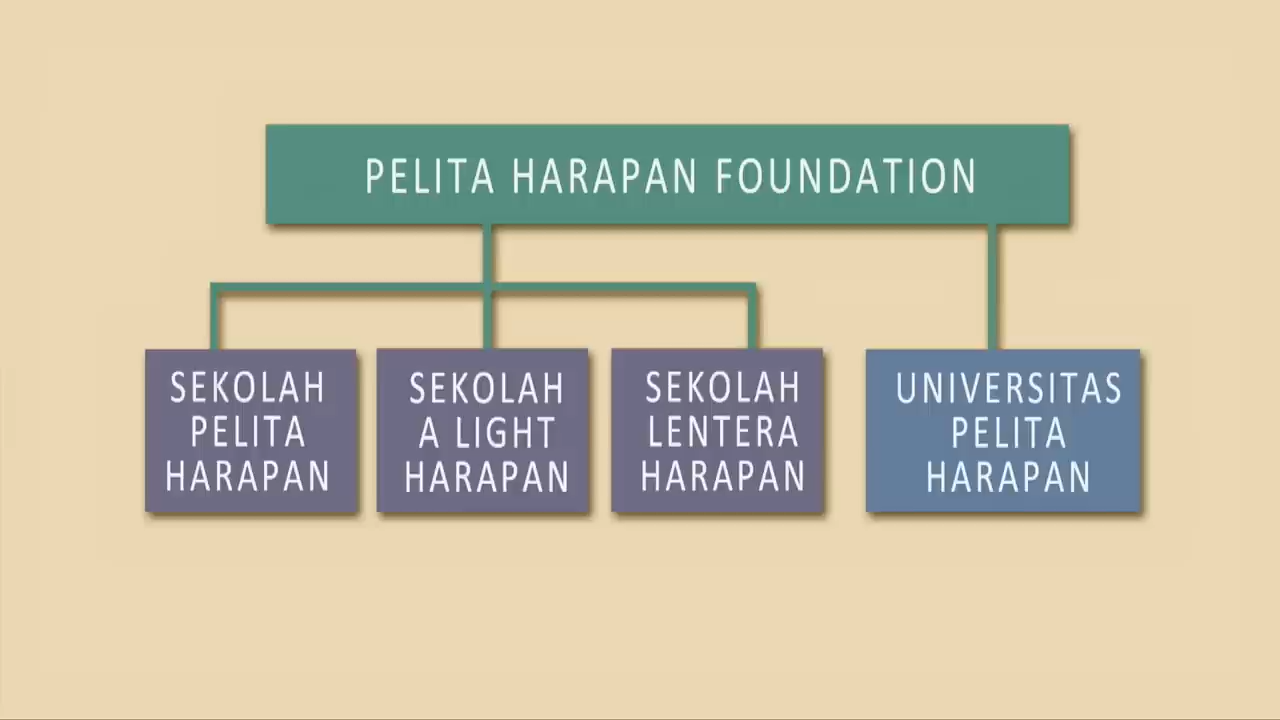 PELITA HARAPAN FOUNDATION
SEKOLAH
PELITA
HARAPAN
SEKOLAH
A LIGHT
HARAPAN
SEKOLAH
LENTERA
HARAPAN
UNIVERSITAS
PELITA
HARAPAN